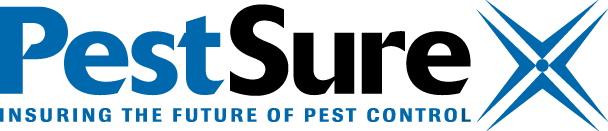 PestSure
INSURING THE FUTURE OF PEST CONTROL